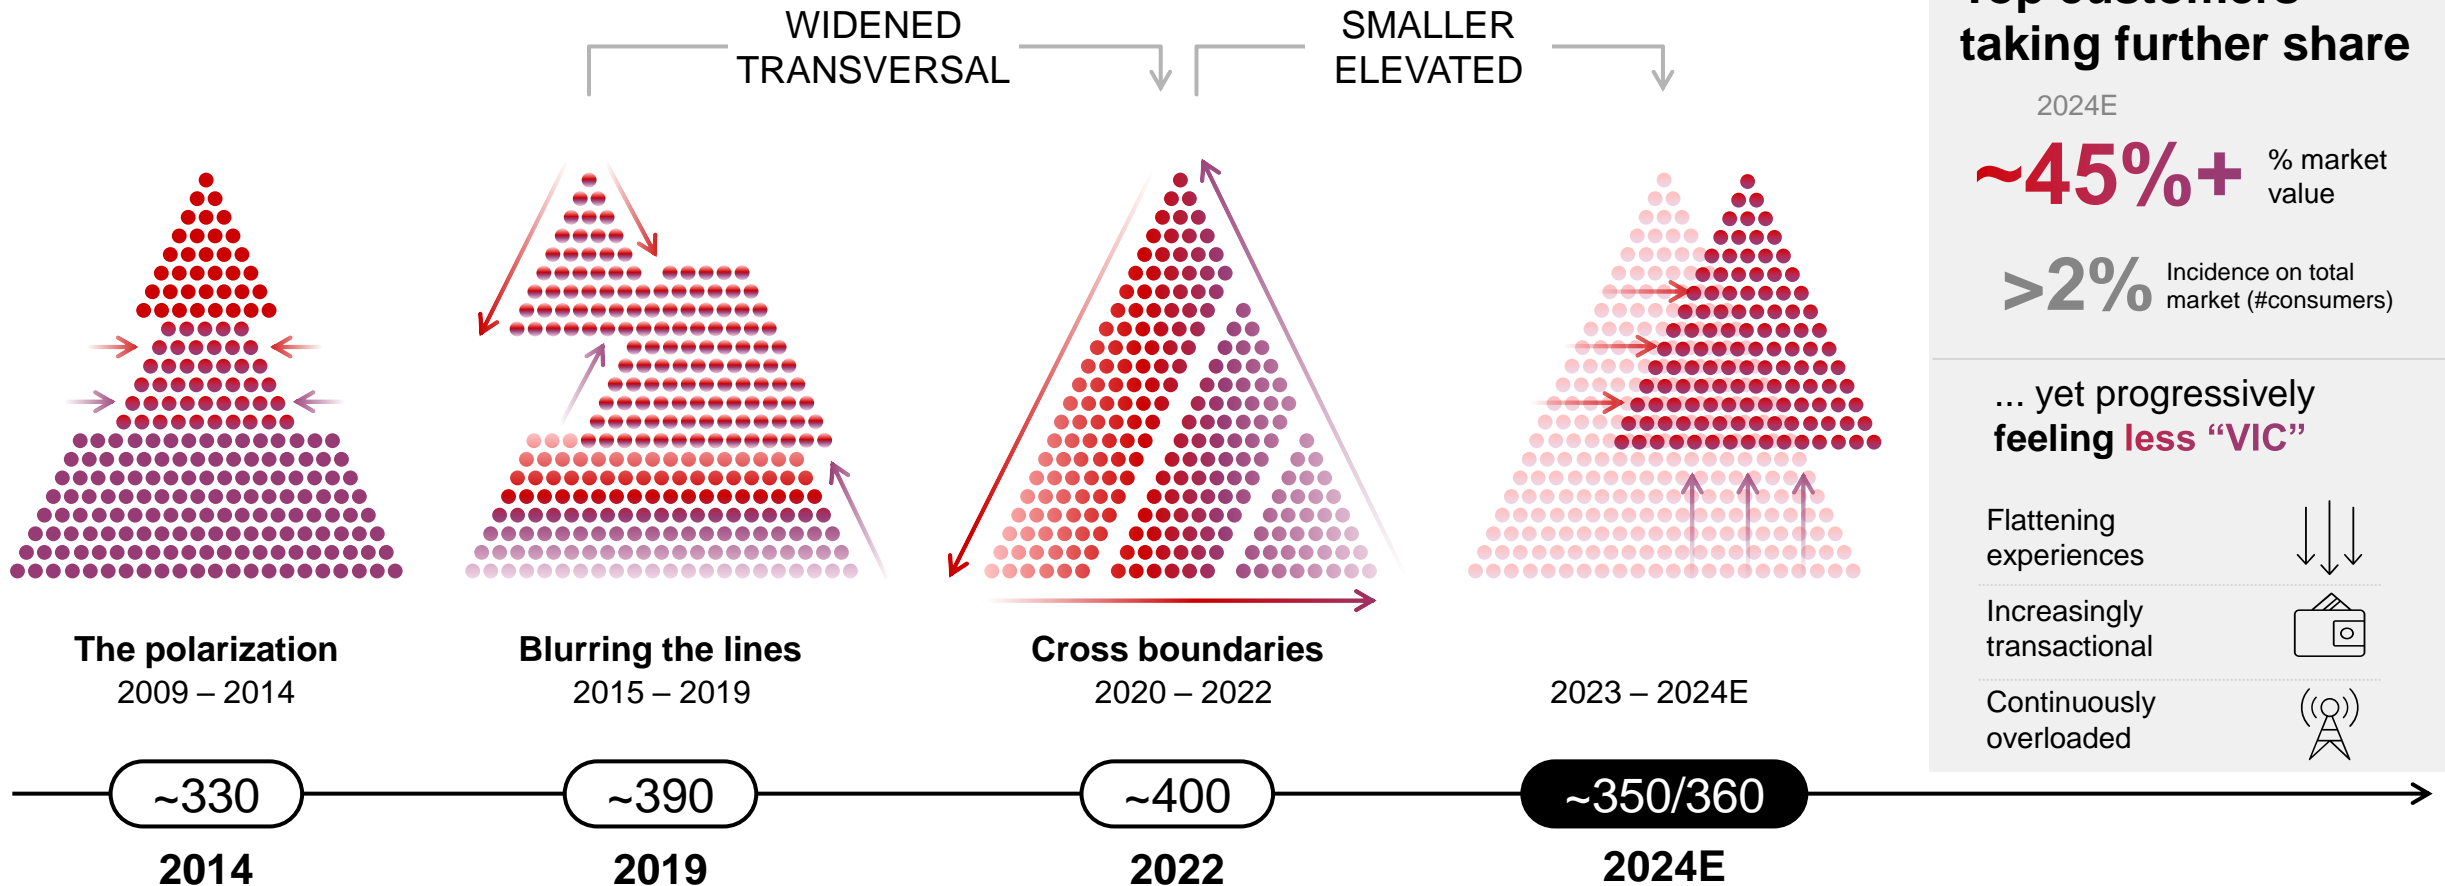 WIDENED
TRANSVERSAL
SMALLER
ELEVATED
The polarization
2009 – 2014
Blurring the lines
2015 – 2019
Cross boundaries
2020 – 2022
2023 – 2024E
~330
~390
~400
~350/360
2014
2019
2022
2024E
Top customers
taking further share
2024E
~45%+
% market
value
>2%
Incidence on total
market (#consumers)
... yet progressively
feeling less “VIC”
Flattening
experiences
Increasingly
transactional
Continuously
overloaded